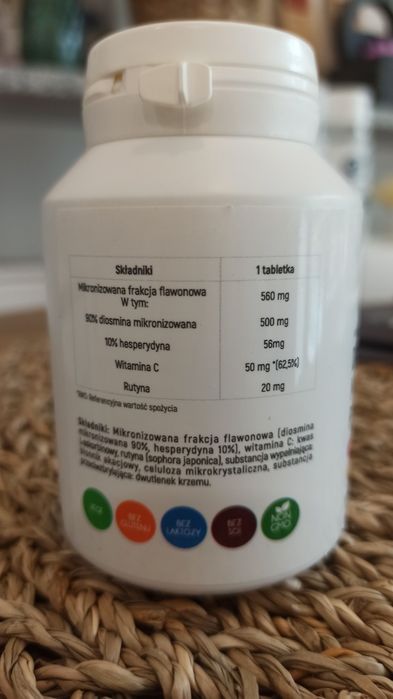 Składniki 1 tabletka
Mikronizowana frakcja flawonowa
W tym: 560 mg
90% diosmina mikronizowana 500 mg
10% hesperydyna 56mg
Witamina C 50 mg *(62,5%)
Rutyna 20 mg
*RWS: Referencyjna wartość spożycia
Składniki: Mikronizowana frakcja flawonowa (diosmina
mikronizowana 90%, hesperydyna 10%), witamina C: kwas
L-askorbinowy, rutyna (sophora japonica), substancja wypełniająca:
błonnik akacjowy, celuloza mikrokrystaliczna, substancja
przeciwzbrylająca: dwutlenek krzemu.
BEZ
GLUTENU
BEZ
LAKTOZY
BEZ
SOI
NON
GMO